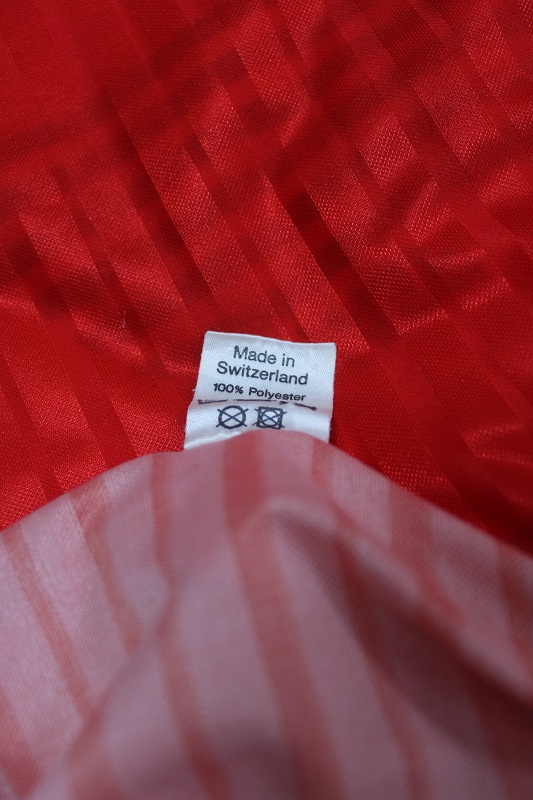 Made in
Switzerland
100% Polyester